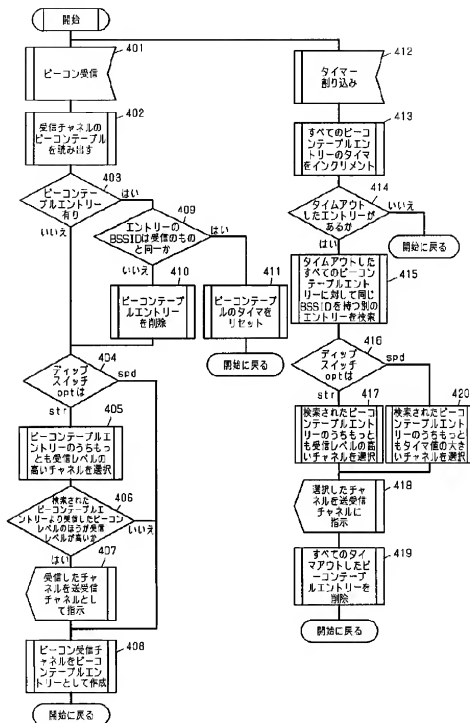 開始
401
ビーコン受信
402
受信チャネルの
ビーコンテーブル
を読み出す
403
ビーコンテー
ブルエントリー
有り
はい
いいえ
409
エントリーの
BSSIDは受信のものと
同一か
はい
いいえ
410
ビーコンテーブ
ルエントリー
を削除
411
ビーコンテー
ブルのタイマを
リセット
開始に戻る
404
ディップ
スイッチ
optは
spd
str
405
ビーコンテーブルエ
ントリーのうちもっ
とも受信レベルの
高いチャネルを選択
406
検索された
ビーコンテーブルエ
ントリーより受信したビーコン
レベルのほうが受信
レベルが高いか
いいえ
はい
407
受信したチャ
ネルを送受信
チャネルとし
て指示
408
ビーコン受信チャ
ネルをビーコ
ンテーブルエント
リーとして作成
開始に戻る
412
タイマー
割り込み
413
すべてのビーコ
ンテーブルエント
リーのタイマ
をインクリメント
414
タイムアウト
したエントリーが
あるか
いいえ
はい
開始に戻る
415
タイムアウトした
すべてのビーコン
テーブルエントリ
ーに対して同じ
BSSIDを持つ別の
エントリーを検索
416
ディップ
スイッチ
optは
spd
str
417
検索されたビーコ
ンテーブルエント
リーのうちもっと
も受信レベルの高
いチャネルを選択
420
検索されたビーコ
ンテーブルエント
リーのうちもっと
もタイマ値の大き
いチャネルを選択
418
選択したチャネ
ルを送受信
チャネルに
指示
419
すべてのタイ
マアウトしたビ
ーコンテーブ
ルエントリーを
削除
開始に戻る